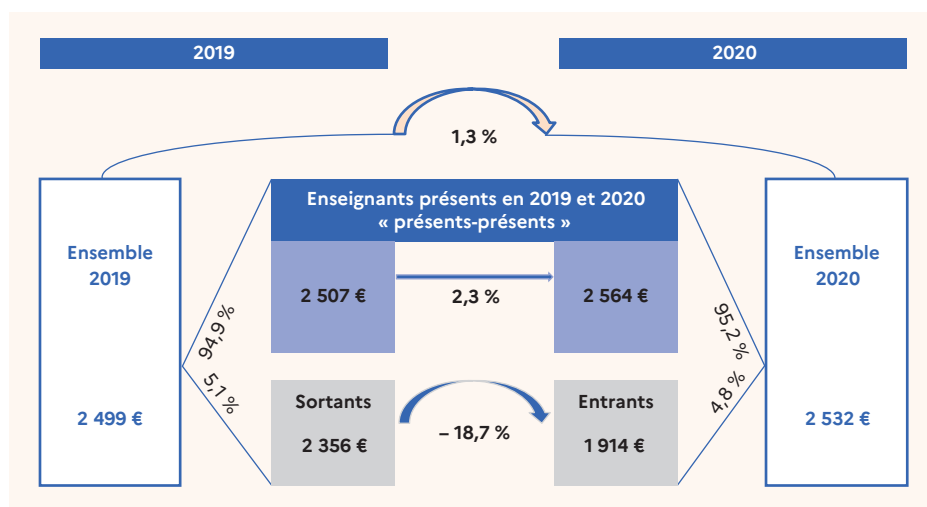 2019
2020
1,3 %
Enseignants présents en 2019 et 2020
« présents-présents »
Ensemble
2019
2 499 €
94,9 %
5,1 %
2 507 €
2,3 %
2 564 €
Sortants
2 356 €
– 18,7 %
Entrants
1 914 €
95,2 %
4,8 %
Ensemble
2020
2 532 €